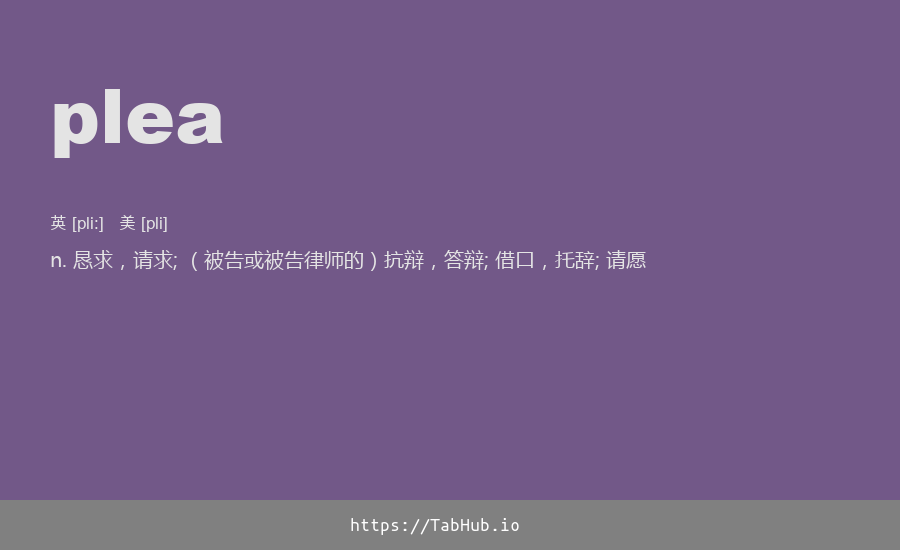 plea
英 [pli:] 美 [pli]
n. 恳求，请求; （被告或被告律师的）抗辩，答辩; 借口，托辞; 请愿
https://TabHub.io